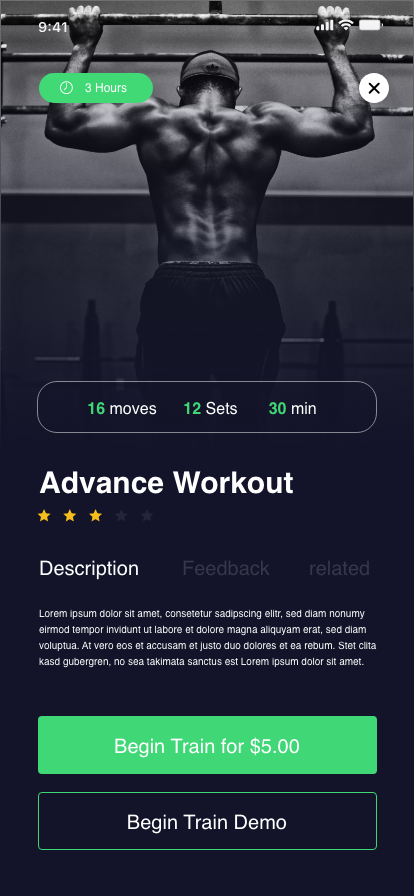 9:41
3 Hours
16 moves 12 Sets 30 min
Advance Workout
Description Feedback related
Lorem ipsum dolor sit amet, consetetur sadipscing elitr, sed diam nonumy
eirmod tempor invidunt ut labore et dolore magna aliquyam erat, sed diam
voluptua. At vero eos et accusam et justo duo dolores et ea rebum. Stet clita
kasd gubergren, no sea takimata sanctus est Lorem ipsum dolor sit amet.
Begin Train for $5.00
Begin Train Demo